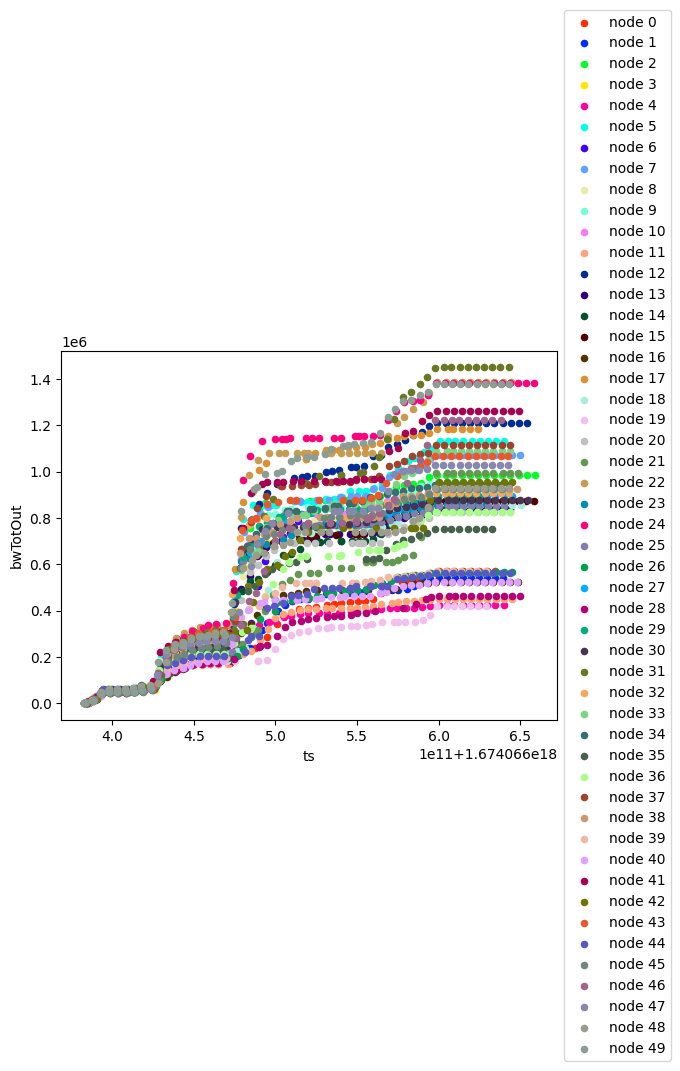 1e6
1.4
1.2
1.0
0.8
0.6
0.4
0.2
0.0
bwTotOut
4.0
4.5
5.0
5.5
6.0
6.5
ts
1e11+1.674066e18
node 0
node 1
node 2
node 3
node 4
node 5
node 6
node 7
node 8
node 9
node 10
node 11
node 12
node 13
node 14
node 15
node 16
node 17
node 18
node 19
node 20
node 21
node 22
node 23
node 24
node 25
node 26
node 27
node 28
node 29
node 30
node 31
node 32
node 33
node 34
node 35
node 36
node 37
node 38
node 39
node 40
node 41
node 42
node 43
node 44
node 45
node 46
node 47
node 48
node 49